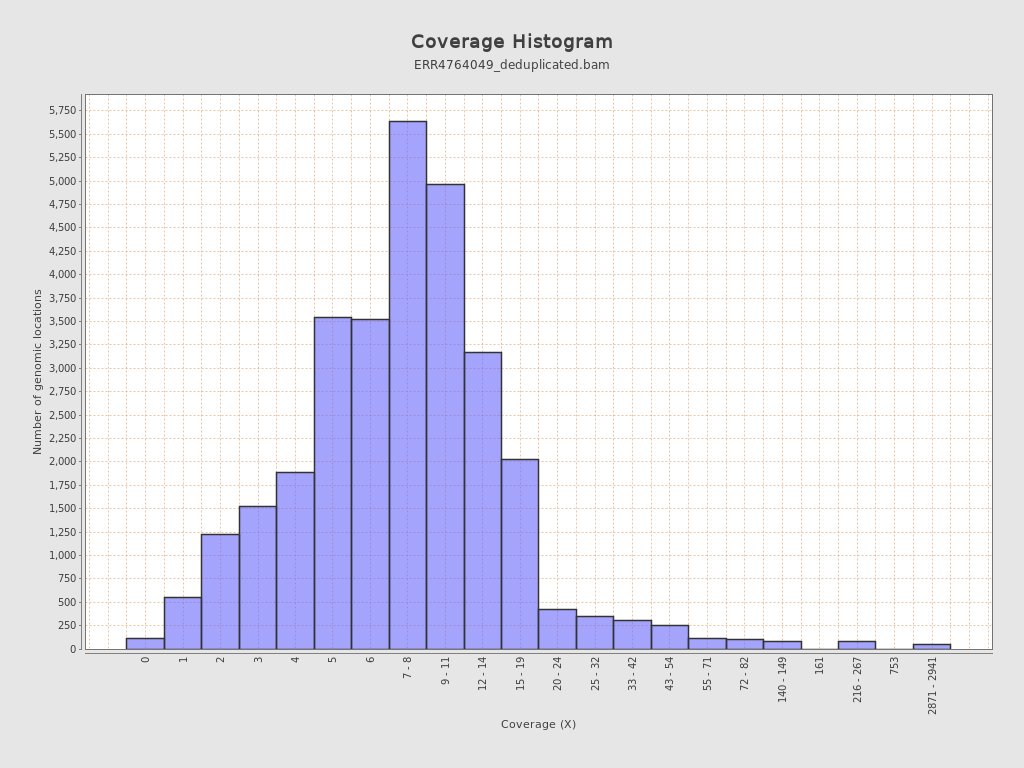 Coverage Histogram
ERR4764049_deduplicated.bam
Number of genomic locations
5,750
5,500
5,250
5,000
4,750
4,500
4,250
4,000
3,750
3,500
3,250
3,000
2,750
2,500
2,250
2,000
1,750
1,500
1,250
1,000
750
500
250
0
0
1
2
3
4
5
6
7 - 8
9 - 11
12 - 14
15 - 19
20 - 24
25 - 32
33 - 42
43 - 54
55 - 71
72 - 82
140 - 149
161
216 - 267
753
2871 - 2941
Coverage (X)